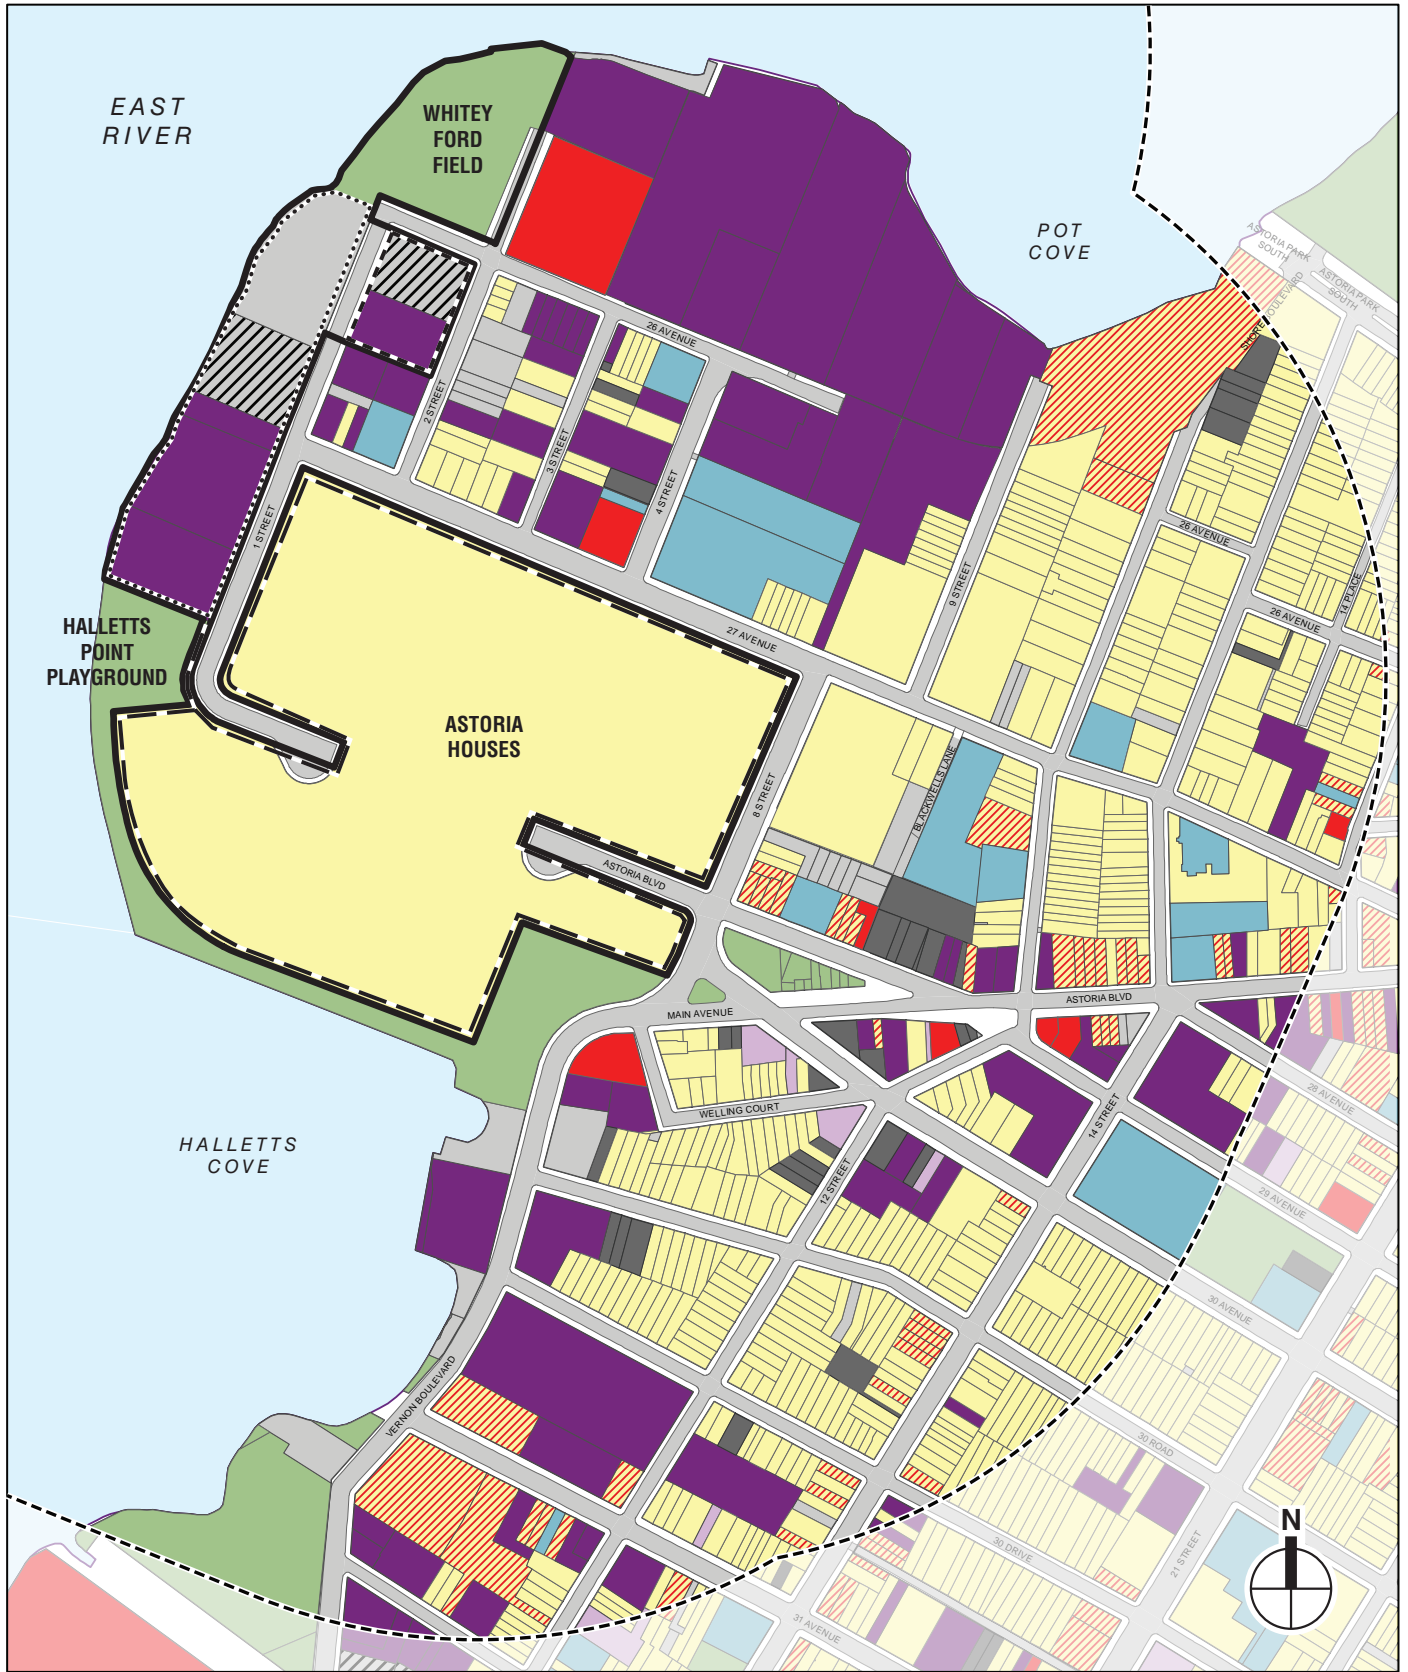 EAST
RIVER
WHITEY
FORD
FIELD
POT
COVE
ASTORIA PARK
SOUTH
ASTORIA PARK
SOUTH
SHORE BOULEVARD
26 AVENUE
2 STREET
3 STREET
4 STREET
1 STREET
9 STREET
26 AVENUE
14 PLACE
26 AVENUE
27 AVENUE
HALLETTS
POINT
PLAYGROUND
ASTORIA
HOUSES
8 STREET
BLACKWELLS LANE
ASTORIA BLVD
ASTORIA BLVD
MAIN AVENUE
WELLING COURT
12 STREET
14 STREET
28 AVENUE
29 AVENUE
30 AVENUE
HALLETTS
COVE
VERNON BOULEVARD
30 ROAD
30 DRIVE
21 STREET
31 AVENUE
N